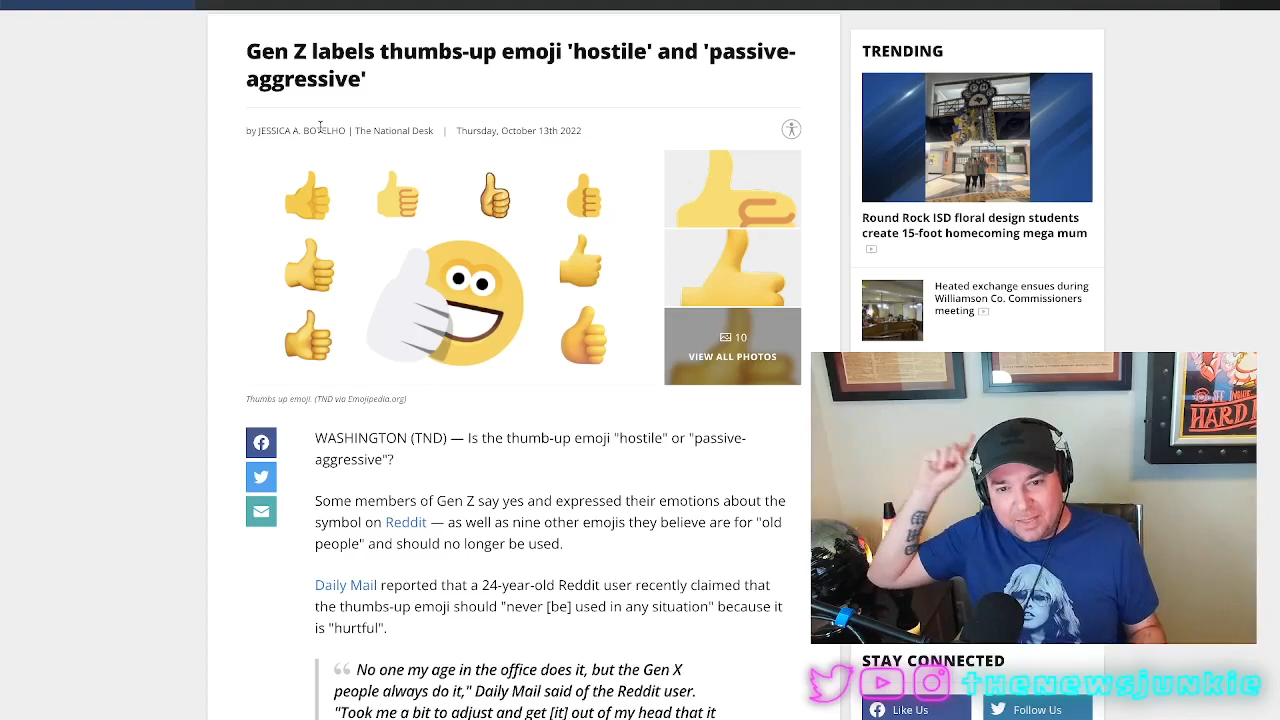 Gen Z labels thumbs-up emoji 'hostile' and 'passive-
aggressive'
by JESSICA A. BOTELHO | The National Desk | Thursday, October 13th 2022
10
VIEW ALL PHOTOS
Thumbs up emoji. (TND via Emojipedia.org)
WASHINGTON (TND) — Is the thumb-up emoji "hostile" or "passive-
aggressive"?
Some members of Gen Z say yes and expressed their emotions about the
symbol on Reddit — as well as nine other emojis they believe are for "old
people" and should no longer be used.
Daily Mail reported that a 24-year-old Reddit user recently claimed that
the thumbs-up emoji should "never [be] used in any situation" because it
is "hurtful".
No one my age in the office does it, but the Gen X
people always do it," Daily Mail said of the Reddit user.
"Took me a bit to adjust and get [it] out of my head that it
TRENDING
Round Rock ISD floral design students
create 15-foot homecoming mega mum
Heated exchange ensues during
Williamson Co. Commissioners
meeting
HARD
STAY CONNECTED
thenewsjunkie
Like Us
Follow Us